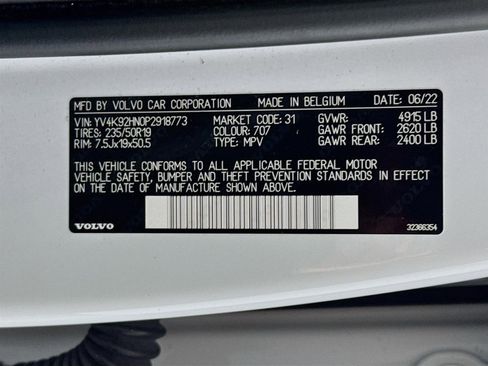 MFD BY VOLVO CAR CORPORATION MADE IN BELGIUM DATE: 06/22
VIN: YV4K92HN0P2918773 MARKET CODE: 31 GVWR: 4915 LB
TIRES: 235/50R19 COLOUR: 707 GAWR FRONT: 2620 LB
RIM: 7.5Jx19x50.5 TYPE: MPV GAWR REAR: 2400 LB
THIS VEHICLE CONFORMS TO ALL APPLICABLE FEDERAL MOTOR
VEHICLE SAFETY, BUMPER AND THEFT PREVENTION STANDARDS IN EFFECT
ON THE DATE OF MANUFACTURE SHOWN ABOVE.
VOLVO 32366354